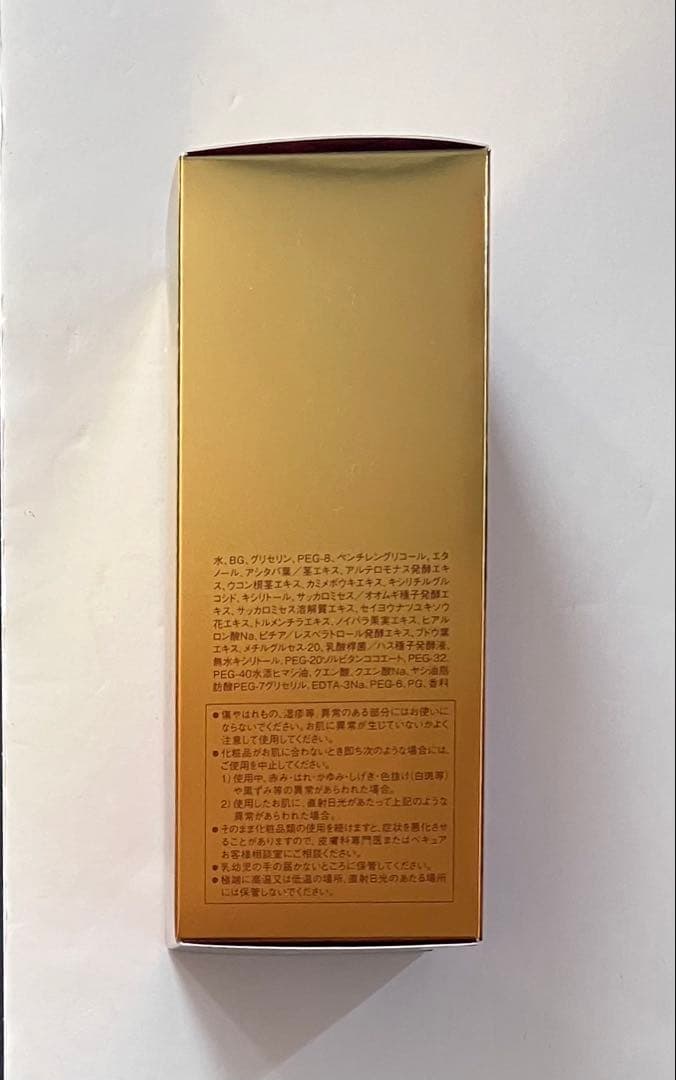 水、BG、グリセリン、PEG-8、ペンチレングリコール、エタ
ノール、アシタバ葉／茎エキス、アルテロモナス発酵エキ
ス、ウコン根茎エキス、カミメボウキエキス、キシリチルグル
コシド、キシリトール、サッカロミセス／オオムギ種子発酵エ
キス、サッカロミセス溶解質エキス、セイヨウナツユキソウ
花エキス、トルメンチラエキス、ノイバラ果実エキス、ヒアル
ロン酸Na、ピチア／レスベラトロール発酵エキス、ブドウ葉
エキス、メチルグルセス-20、乳酸桿菌／ハス種子発酵液、
無水キシリトール、PEG-20ソルビタンココエート、PEG-32、
PEG-40水添ヒマシ油、クエン酸、クエン酸Na、ヤシ油脂
肪酸PEG-7グリセリル、EDTA-3Na、PEG-6、PG、香料
●傷やはれもの、湿疹等、異常のある部分にはお使いに
ならないでください。お肌に異常が生じていないかよく
注意して使用してください。
●化粧品がお肌に合わないとき即ち次のような場合には、
ご使用を中止してください。
1）使用中、赤み・はれ・かゆみ・しげき・色抜け（白斑等）
や黒ずみ等の異常があらわれた場合。
2）使用したお肌に、直射日光があたって上記のような
異常があらわれた場合。
●そのまま化粧品類の使用を続けますと、症状を悪化させ
ることがありますので、皮膚科専門医またはベキュア
お客様相談室にご相談ください。
●乳幼児の手の届かないところに保管してください。
●極端に高温又は低温の場所、直射日光のあたる場所
には保管しないでください。